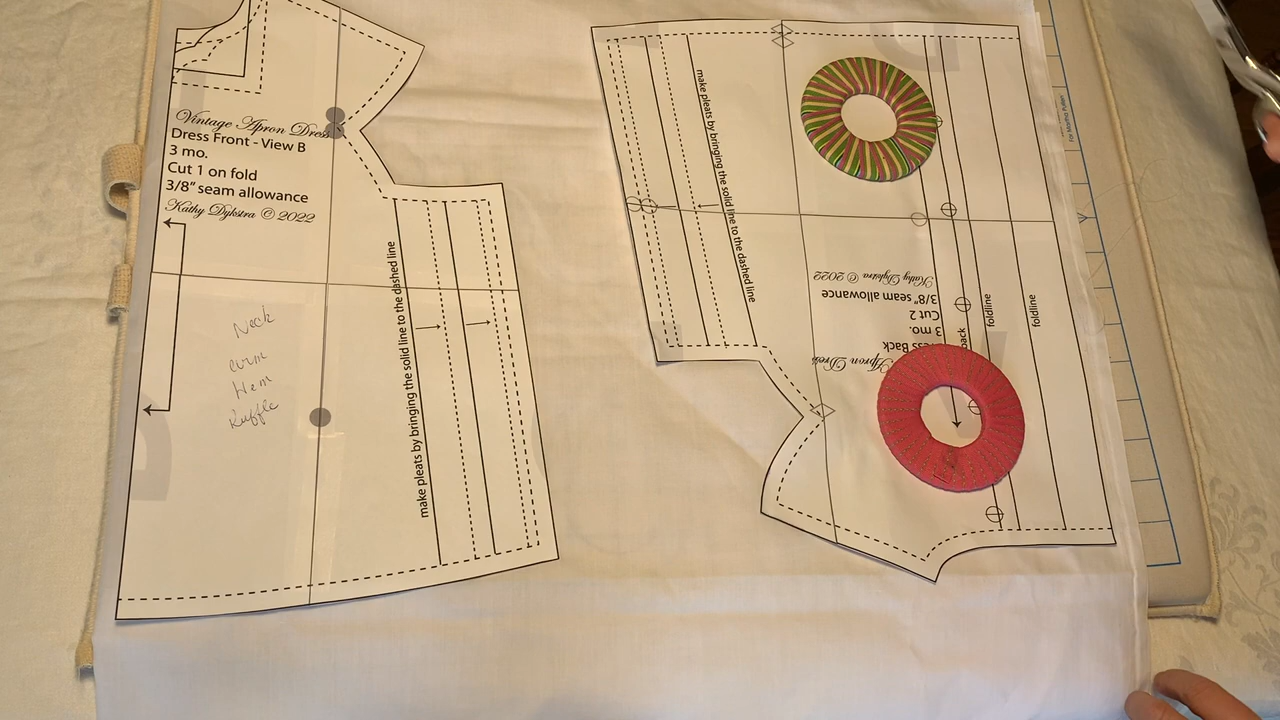 Vintage Apron Dress
Dress Front - View B
3 mo.
Cut 1 on fold
3/8" seam allowance
Kathy Dykstra © 2022
make pleats by bringing the solid line to the dashed line
Neck
Hem
Ruffle
make pleats by bringing the solid line to the dashed line
Apron Dress
ess Back
3 mo.
Cut 2
3/8" seam allowance
Kathy Dykstra © 2022
back
foldline
foldline